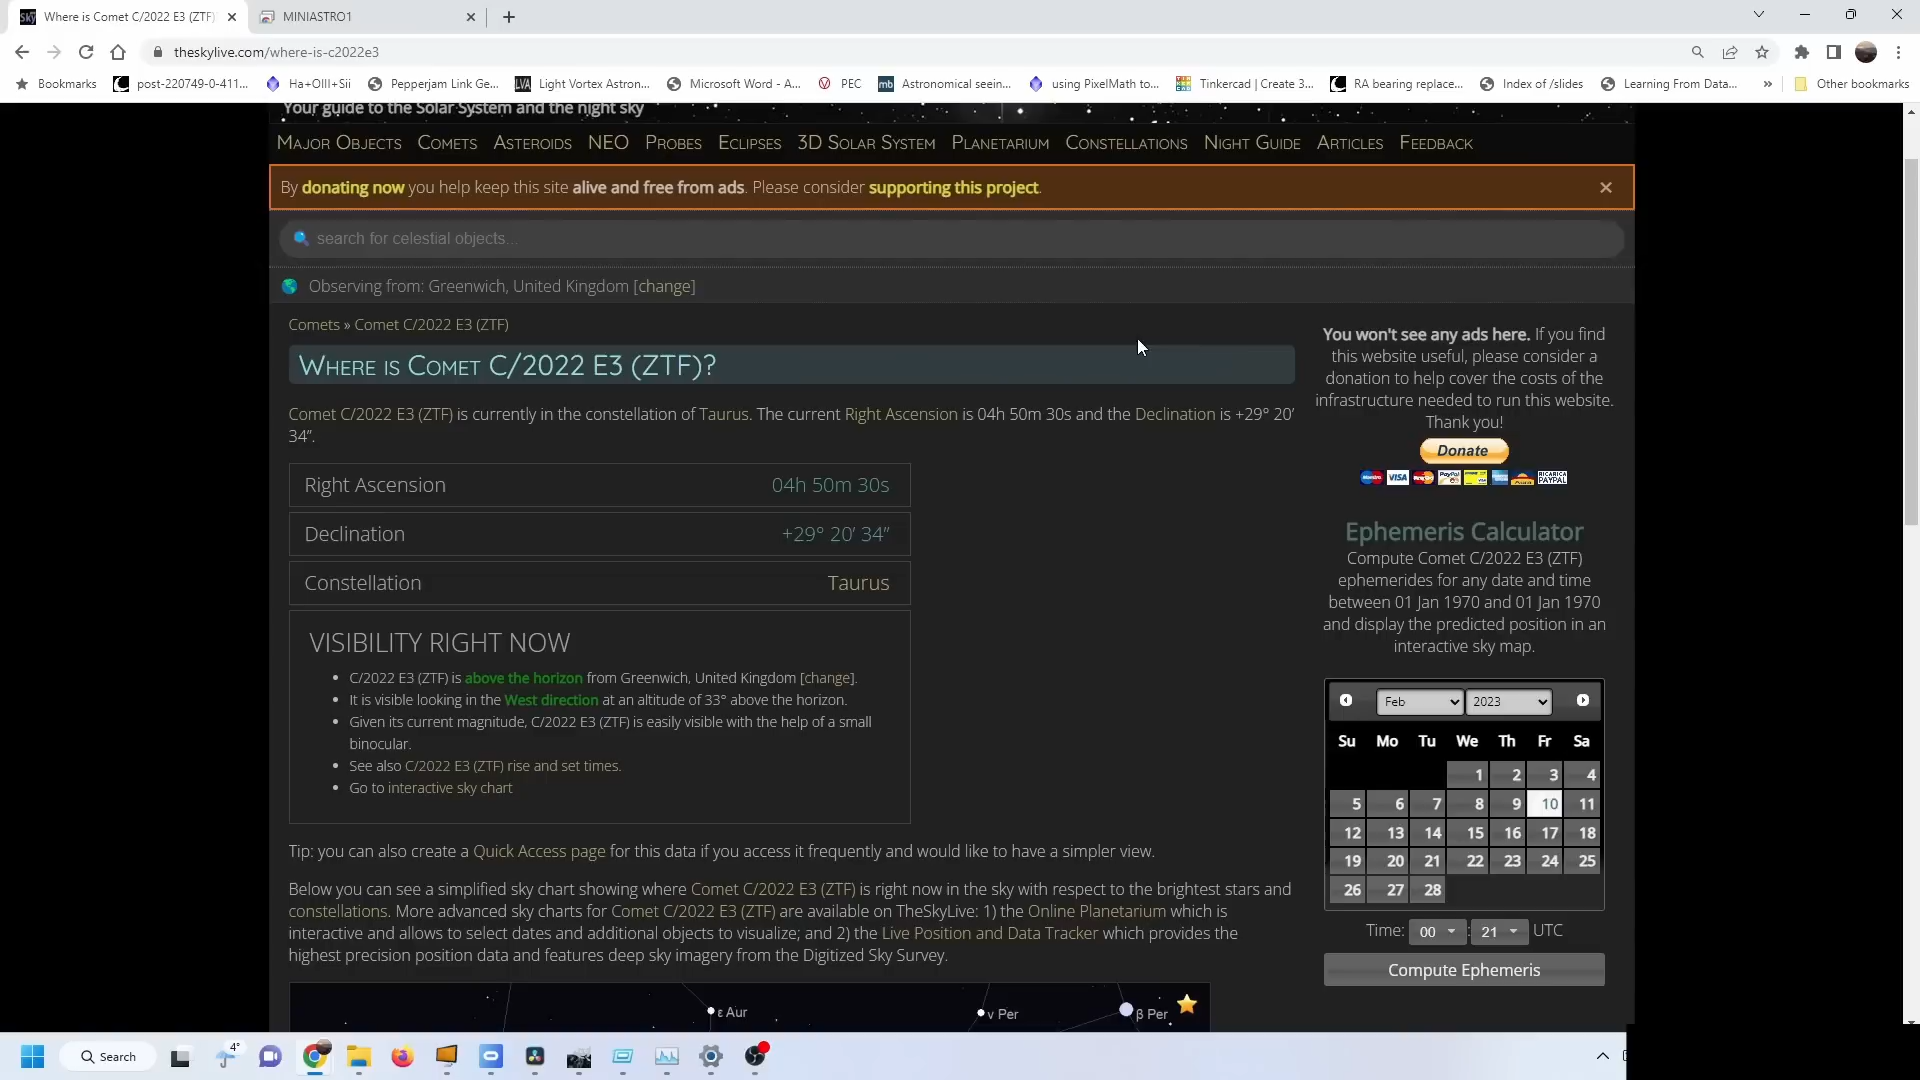 Where is Comet C/2022 E3 (ZTF)
MINIASTRO1
theskylive.com/where-is-c2022e3
Bookmarks
post-220749-0-411...
Ha+OIII+Sii
Pepperjam Link Ge...
LVA
Light Vortex Astron...
Microsoft Word - A...
PEC
mb
Astronomical seein...
using PixelMath to...
Tinkercad | Create 3...
RA bearing replace...
Index of /slides
Learning From Data...
Other bookmarks
Your guide to the Solar System and the night sky
Major Objects Comets Asteroids NEO Probes Eclipses 3D Solar System Planetarium Constellations Night Guide Articles Feedback
By donating now you help keep this site alive and free from ads. Please consider supporting this project.
search for celestial objects...
Observing from: Greenwich, United Kingdom [change]
Comets » Comet C/2022 E3 (ZTF)
Where is Comet C/2022 E3 (ZTF)?
Comet C/2022 E3 (ZTF) is currently in the constellation of Taurus. The current Right Ascension is 04h 50m 30s and the Declination is +29° 20’
34”.
Right Ascension 04h 50m 30s
Declination +29° 20’ 34”
Constellation Taurus
VISIBILITY RIGHT NOW
• C/2022 E3 (ZTF) is above the horizon from Greenwich, United Kingdom [change].
• It is visible looking in the West direction at an altitude of 33° above the horizon.
• Given its current magnitude, C/2022 E3 (ZTF) is easily visible with the help of a small
binocular.
• See also C/2022 E3 (ZTF) rise and set times.
• Go to interactive sky chart
Tip: you can also create a Quick Access page for this data if you access it frequently and would like to have a simpler view.
Below you can see a simplified sky chart showing where Comet C/2022 E3 (ZTF) is right now in the sky with respect to the brightest stars and
constellations. More advanced sky charts for Comet C/2022 E3 (ZTF) are available on TheSkyLive: 1) the Online Planetarium which is
interactive and allows to select dates and additional objects to visualize; and 2) the Live Position and Data Tracker which provides the
highest precision position data and features deep sky imagery from the Digitized Sky Survey.
ε Aur
ν Per
β Per
You won't see any ads here. If you find
this website useful, please consider a
donation to help cover the costs of the
infrastructure needed to run this website.
Thank you!
Donate
VISA
Ephemeris Calculator
Compute Comet C/2022 E3 (ZTF)
ephemerides for any date and time
between 01 Jan 1970 and 01 Jan 1970
and display the predicted position in an
interactive sky map.
Feb 2023
Su Mo Tu We Th Fr Sa
1 2 3 4
5 6 7 8 9 10 11
12 13 14 15 16 17 18
19 20 21 22 23 24 25
26 27 28
Time: 00 : 21 UTC
Compute Ephemeris
Search
4°